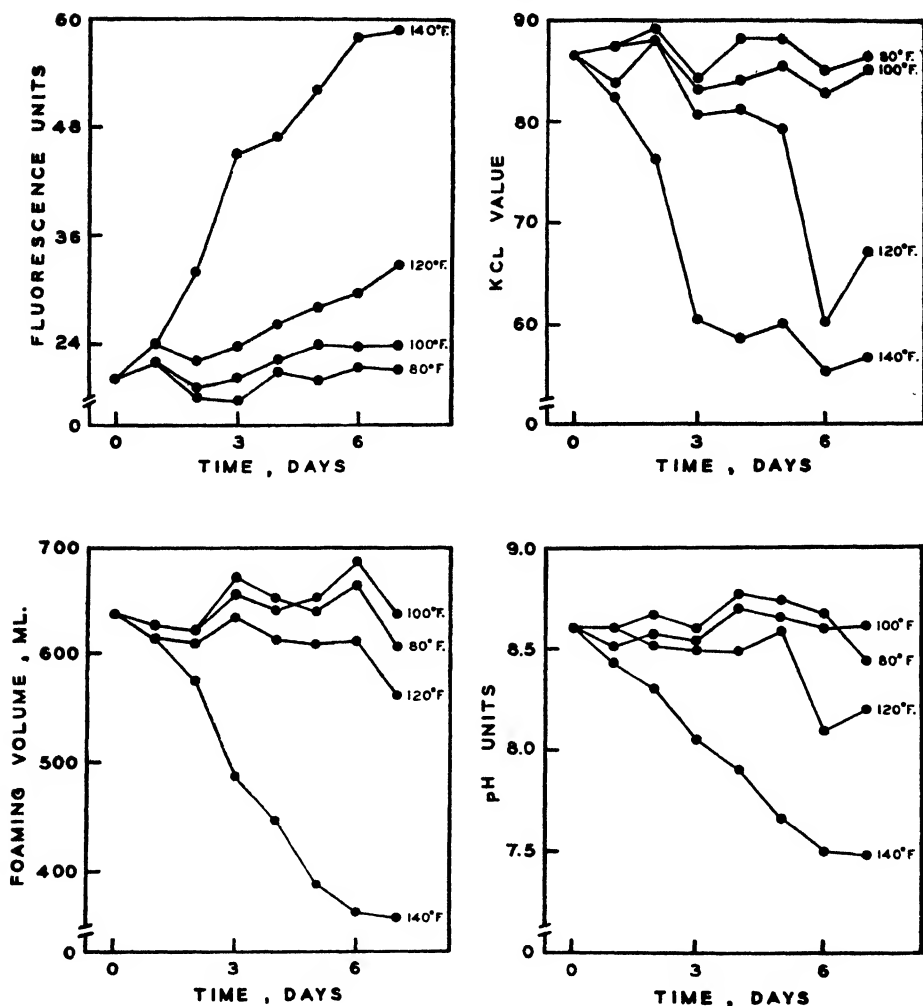 FLUORESCENCE UNITS
60
48
36
24
0
140°F.
120°F.
100°F.
80°F
0 3 6
TIME , DAYS
KCL VALUE
90
80
70
60
0
80°F.
100°F.
120°F.
140°F.
0 3 6
TIME , DAYS
FOAMING VOLUME , ML.
700
600
500
400
0
100°F.
80°F.
120°F.
140°F
0 3 6
TIME , DAYS
pH UNITS
9.0
8.5
8.0
7.5
0
100°F
80°F
120°F.
140°F
0 3 6
TIME , DAYS